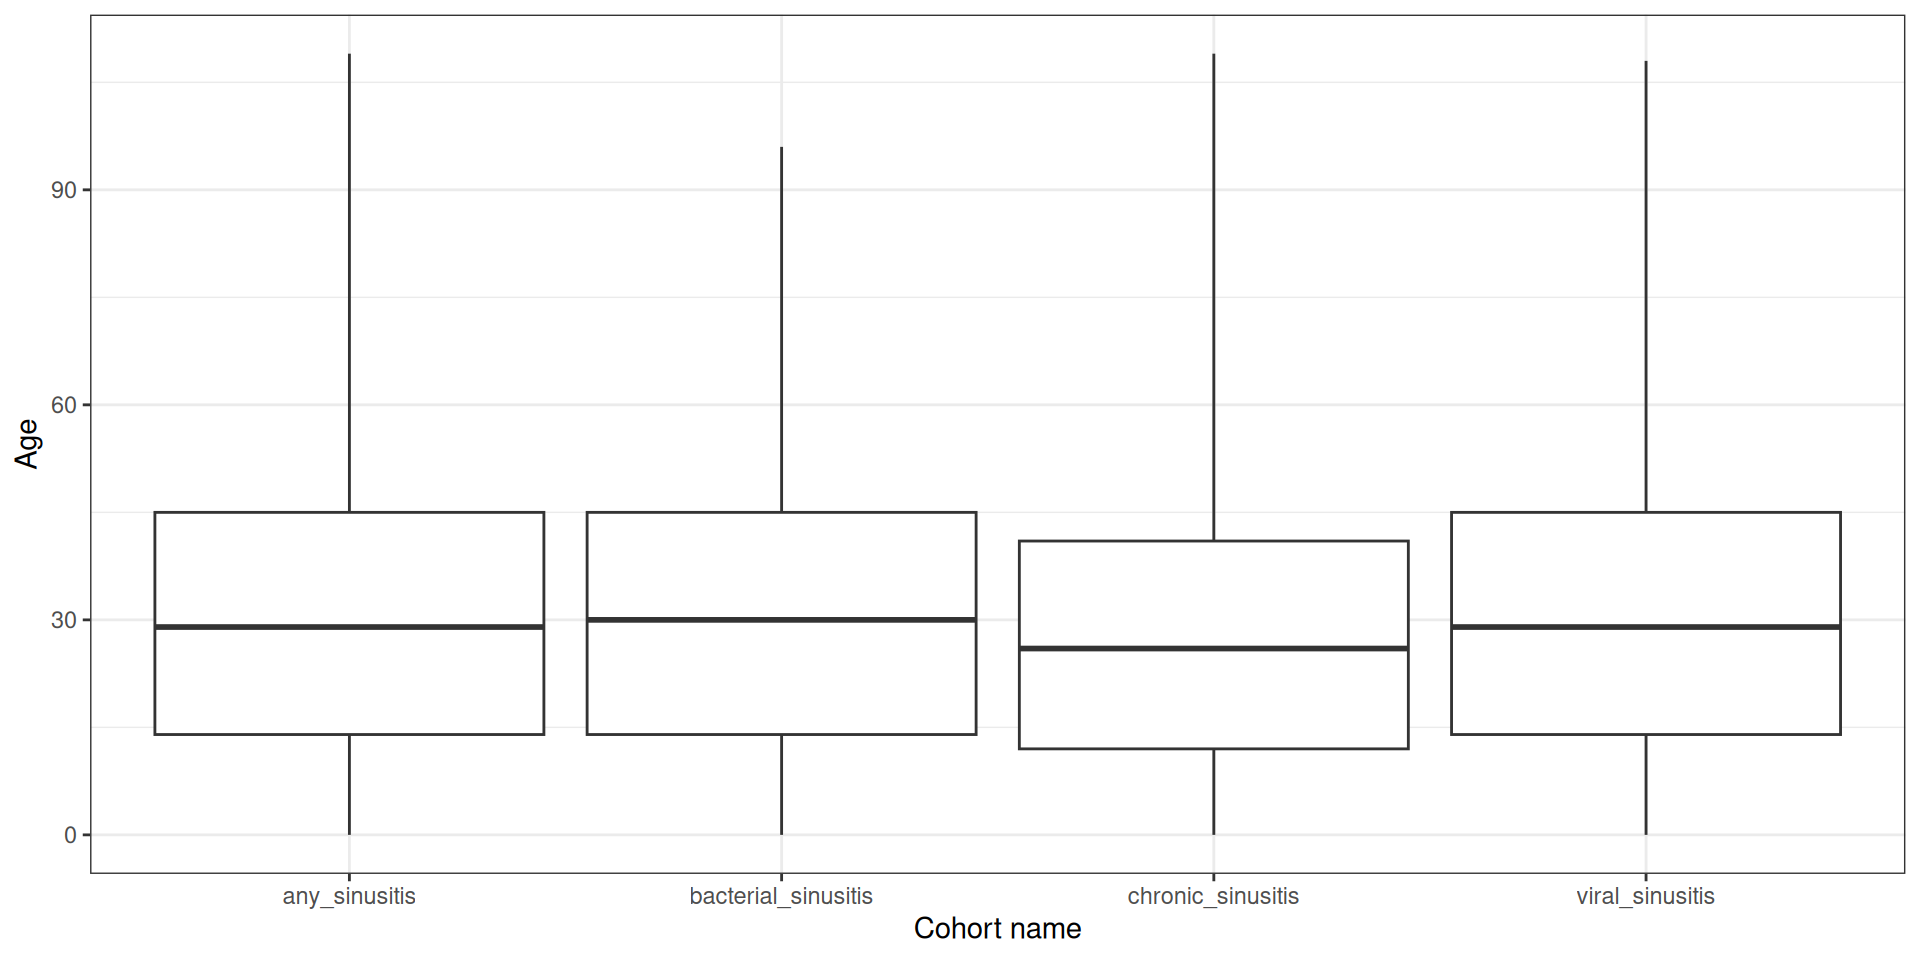 Age
90
60
30
0
any_sinusitis
bacterial_sinusitis
chronic_sinusitis
viral_sinusitis
Cohort name